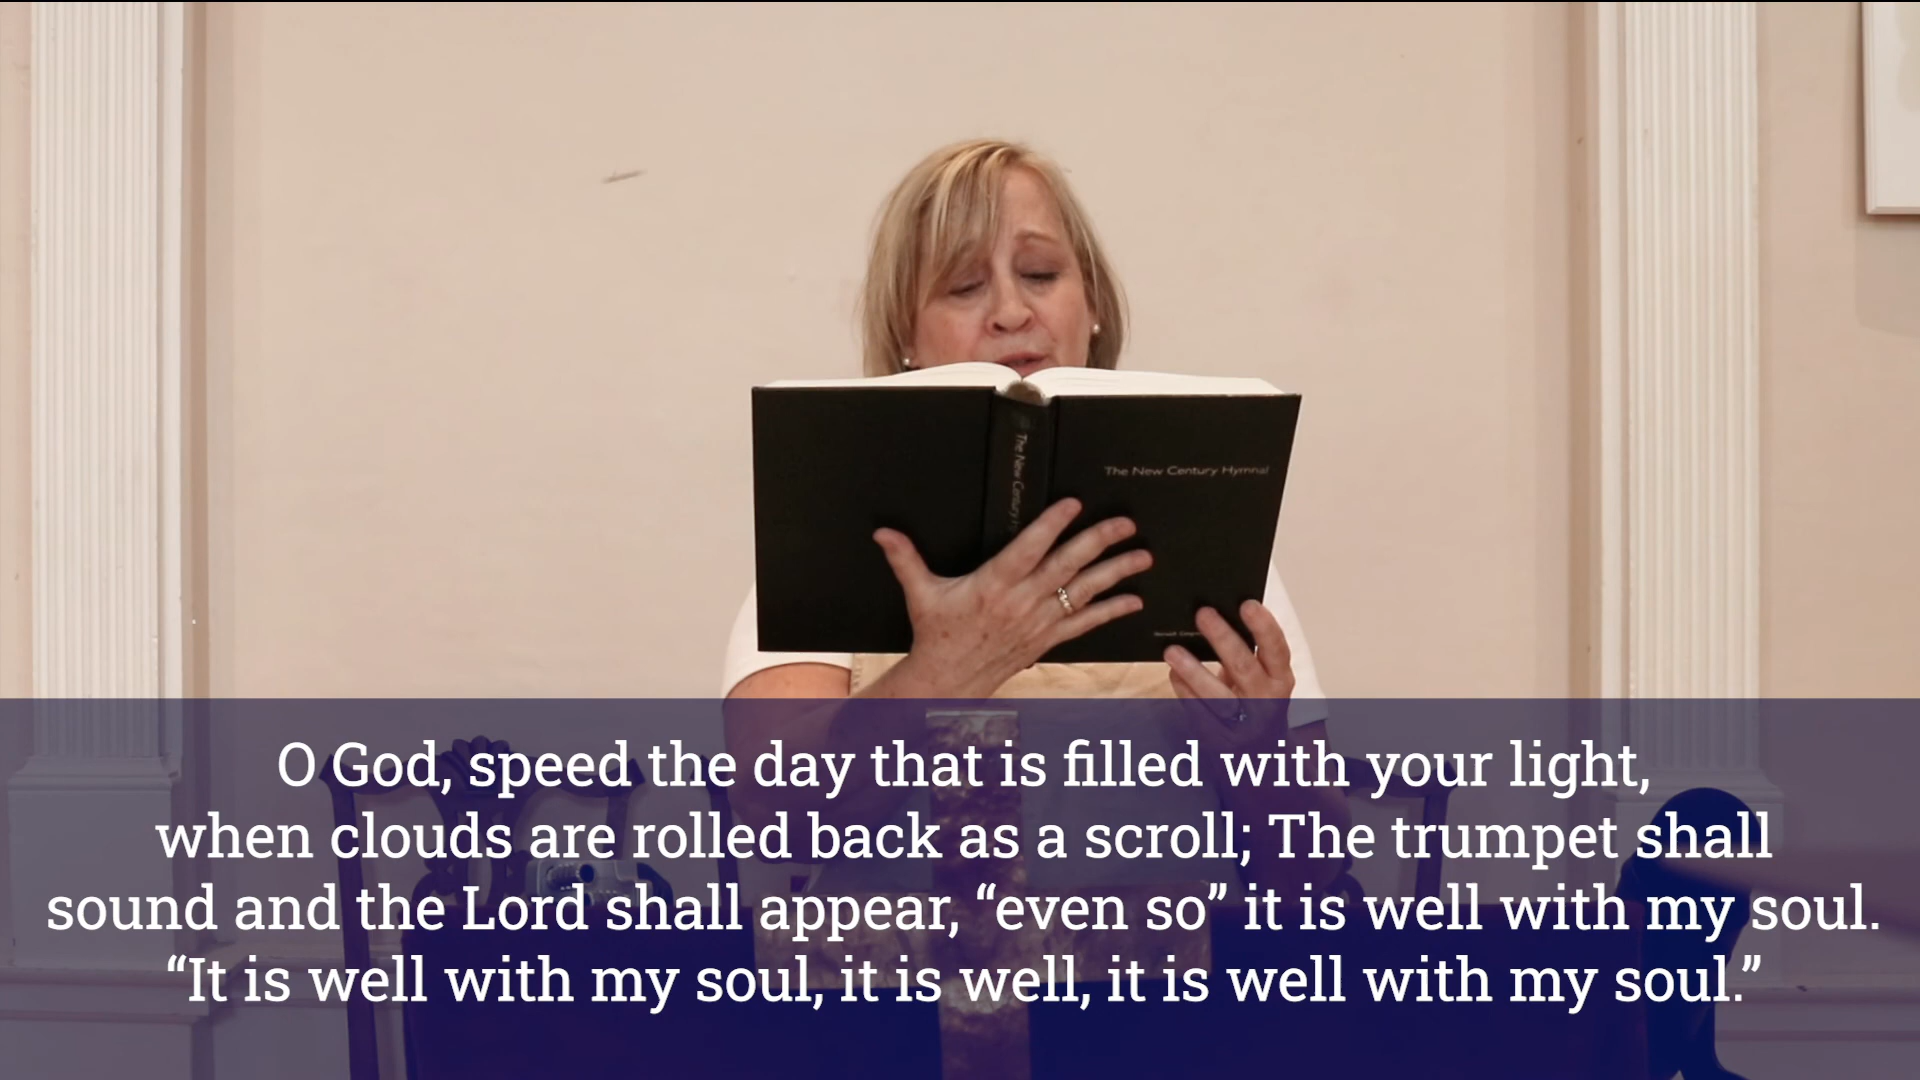 The New Century Hymnal
The New Century
O God, speed the day that is filled with your light,
when clouds are rolled back as a scroll; The trumpet shall
sound and the Lord shall appear, “even so” it is well with my soul.
“It is well with my soul, it is well, it is well with my soul.”